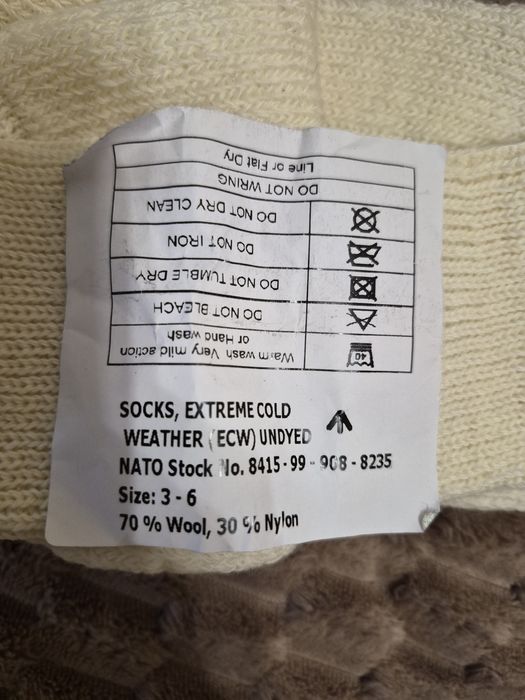 Line or Flat Dry
DO NOT WRING
DO NOT DRY CLEAN
DO NOT IRON
DO NOT TUMBLE DRY
DO NOT BLEACH
Warm wash Very mild action
or Hand wash
40
SOCKS, EXTREME COLD
WEATHER (ECW) UNDYED
NATO Stock No. 8415-99-908-8235
Size: 3 - 6
70 % Wool, 30 % Nylon